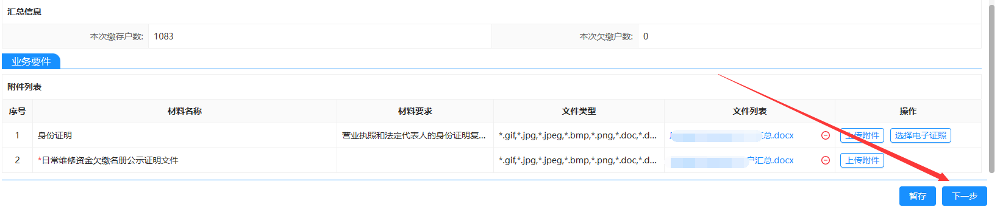 汇总信息
本次缴存户数: 1083 本次欠缴户数: 0
业务要件
附件列表
序号 材料名称 材料要求 文件类型 文件列表 操作
1 身份证明 营业执照和法定代表人的身份证明复... *.gif,*.jpg,*.jpeg,*.bmp,*.png,*.doc,*.d... 汇总.docx 上传附件 选择电子证照
2 *日常维修资金欠缴名册公示证明文件 *.gif,*.jpg,*.jpeg,*.bmp,*.png,*.doc,*.d... 户汇总.docx 上传附件
暂存 下一步